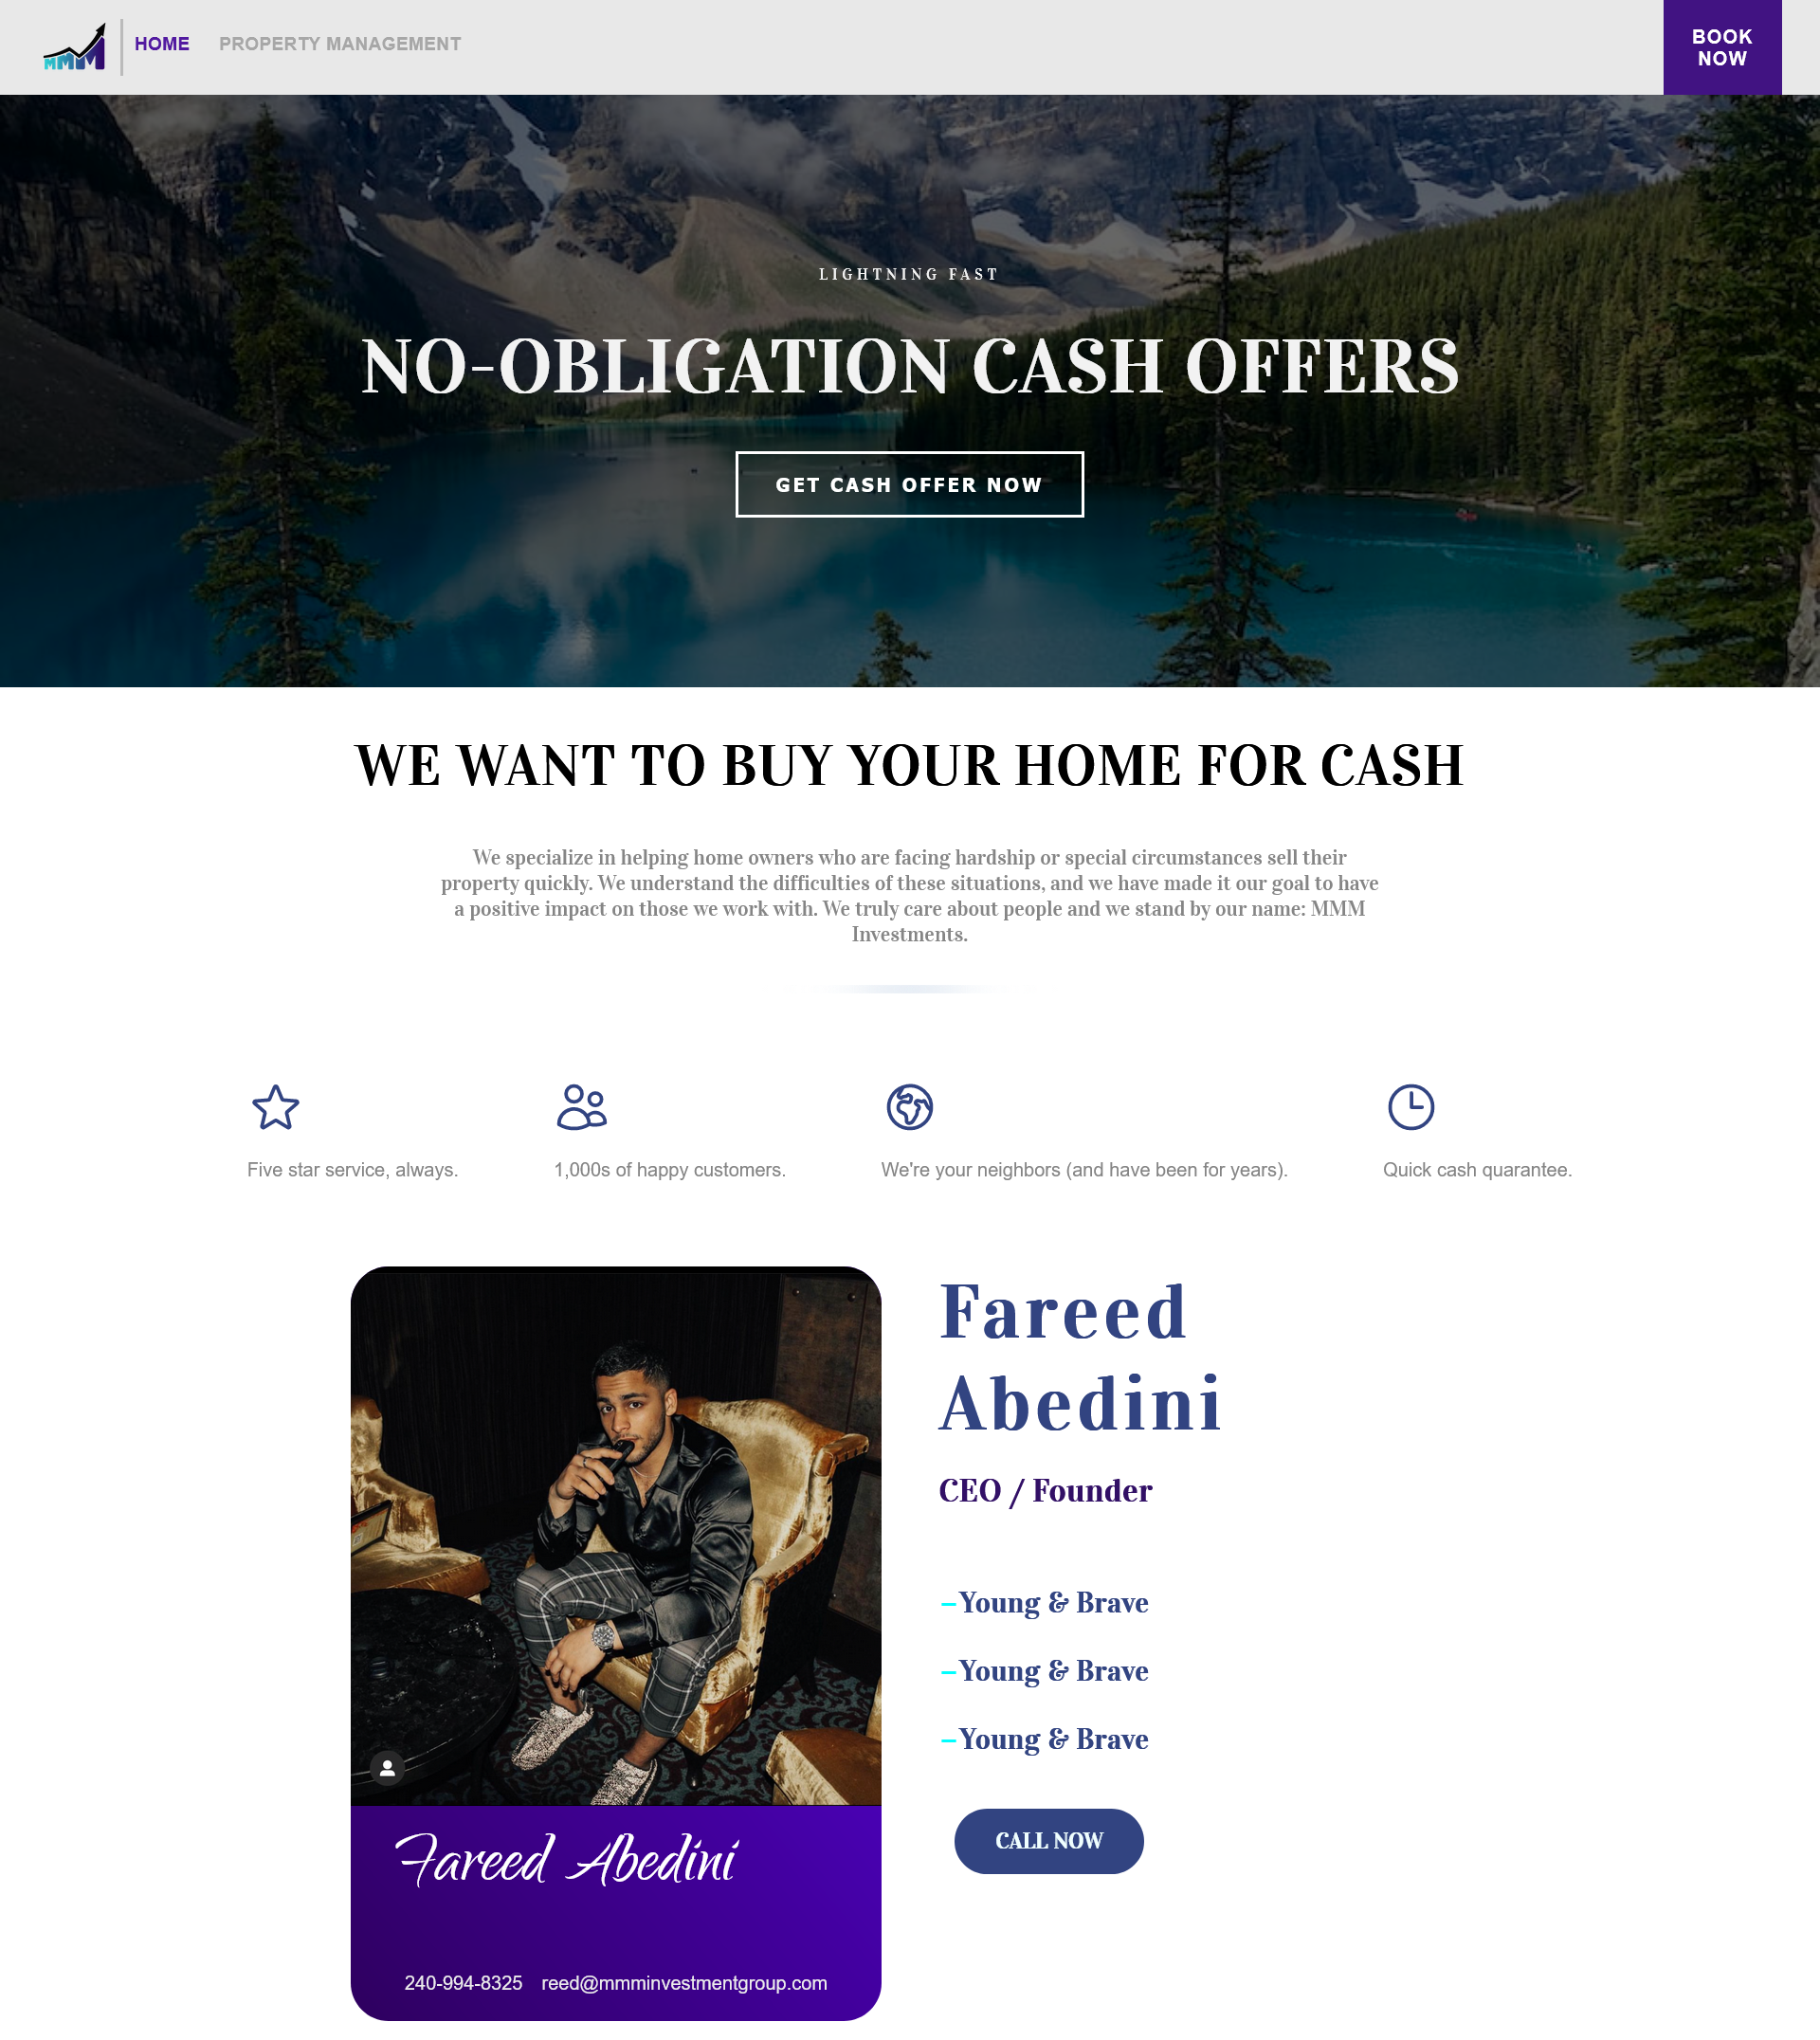 MMM
HOME
PROPERTY MANAGEMENT
BOOK
NOW
LIGHTNING FAST
NO-OBLIGATION CASH OFFERS
GET CASH OFFER NOW
WE WANT TO BUY YOUR HOME FOR CASH
We specialize in helping home owners who are facing hardship or special circumstances sell their
property quickly. We understand the difficulties of these situations, and we have made it our goal to have
a positive impact on those we work with. We truly care about people and we stand by our name: MMM
Investments.
Five star service, always.
1,000s of happy customers.
We're your neighbors (and have been for years).
Quick cash quarantee.
Fareed
Abedini
CEO / Founder
–Young & Brave
–Young & Brave
–Young & Brave
CALL NOW
Fareed Abedini
240-994-8325 reed@mmminvestmentgroup.com